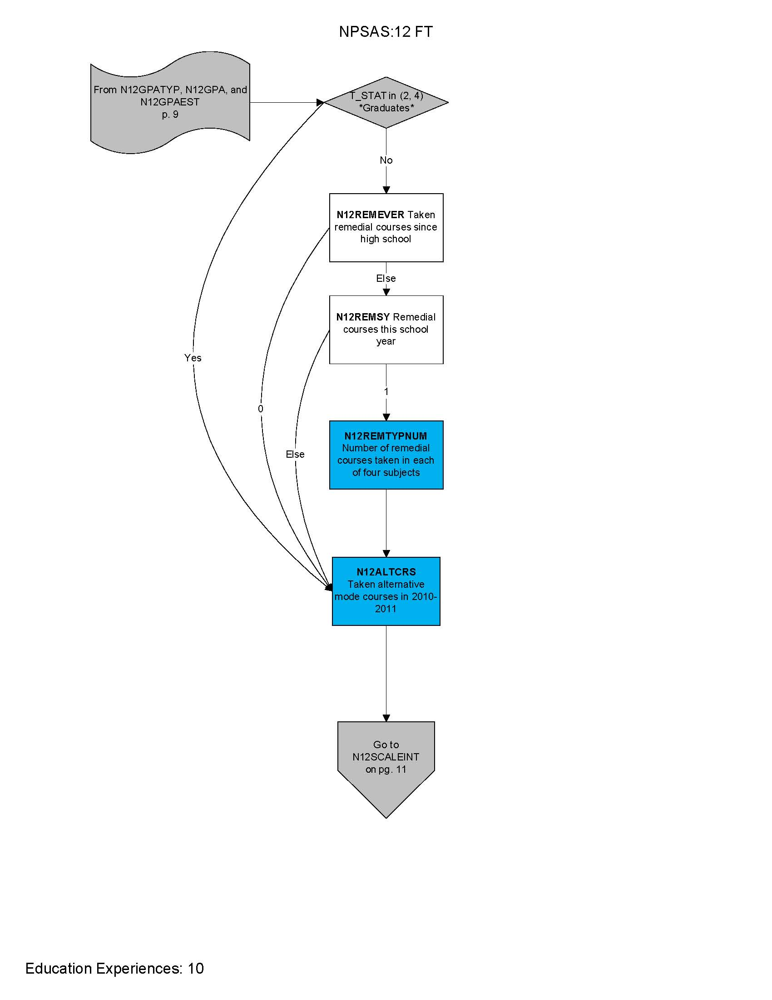 NPSAS:12 FT
From N12GPATYP, N12GPA, and
N12GPAEST
p. 9
T_STAT in (2, 4)
*Graduates*
No
N12REMEVER Taken
remedial courses since
high school
Else
N12REMSY Remedial
courses this school
year
Yes
1
0
N12REMTYPNUM
Number of remedial
courses taken in each
of four subjects
Else
N12ALTCRS
Taken alternative
mode courses in 2010-
2011
Go to
N12SCALEINT
on pg. 11
Education Experiences: 10